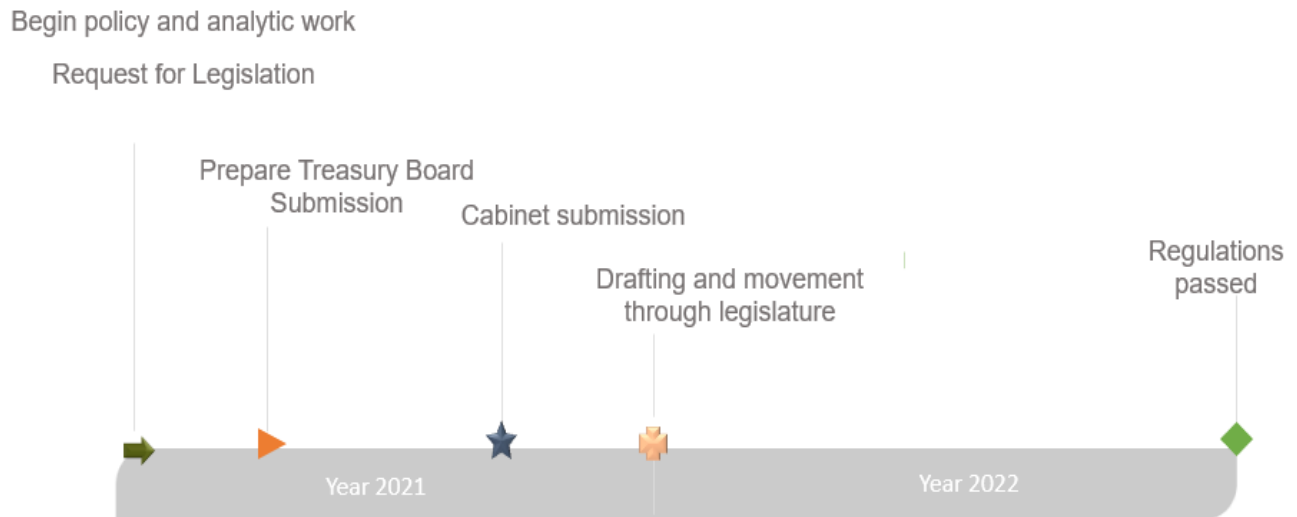 Begin policy and analytic work
Request for Legislation
Prepare Treasury Board
Submission
Cabinet submission
Drafting and movement
through legislature
Regulations
passed
Year 2021
Year 2022